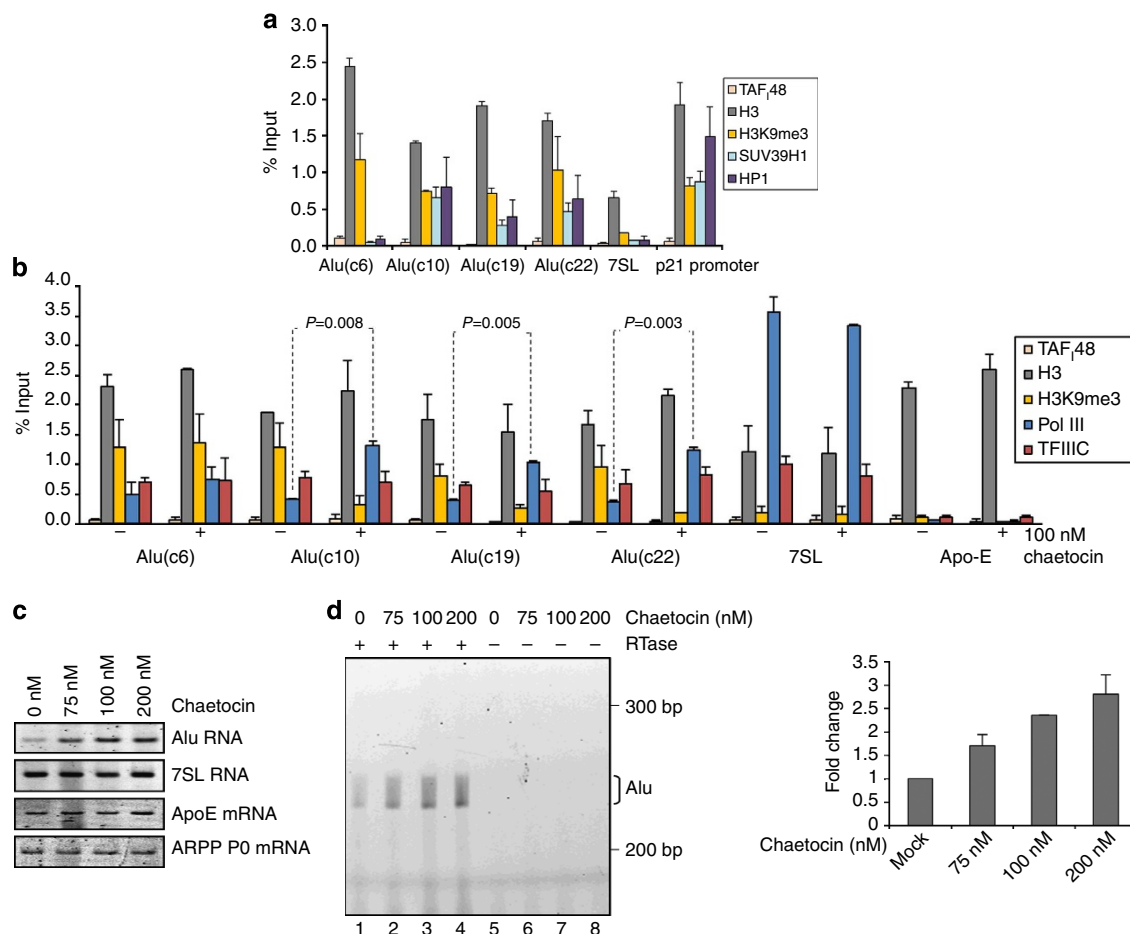 a
3.0
2.5
2.0
1.5
1.0
0.5
0.0
% Input
TAFI48
H3
H3K9me3
SUV39H1
HP1
Alu(c6) Alu(c10) Alu(c19) Alu(c22) 7SL p21 promoter
b
4.0
3.5
3.0
2.5
2.0
1.5
1.0
0.5
0.0
% Input
P=0.008 P=0.005 P=0.003
TAFI48
H3
H3K9me3
Pol III
TFIIIC
– + – + – + – + – + – + 100 nM
Alu(c6) Alu(c10) Alu(c19) Alu(c22) 7SL Apo-E chaetocin
c
0 nM 75 nM 100 nM 200 nM Chaetocin
Alu RNA
7SL RNA
ApoE mRNA
ARPP P0 mRNA
d
0 75 100 200 0 75 100 200 Chaetocin (nM)
+ + + + – – – – RTase
300 bp
Alu
200 bp
1 2 3 4 5 6 7 8
3.5
3
2.5
2
1.5
1
0.5
0
Fold change
Chaetocin (nM) Mock 75 nM 100 nM 200 nM